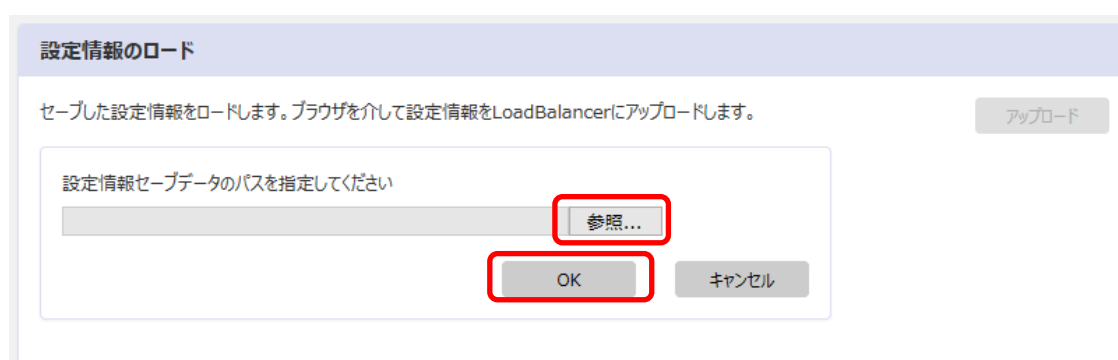 設定情報のロード
セーブした設定情報をロードします。ブラウザを介して設定情報をLoadBalancerにアップロードします。
アップロード
設定情報セーブデータのパスを指定してください
参照...
OK
キャンセル